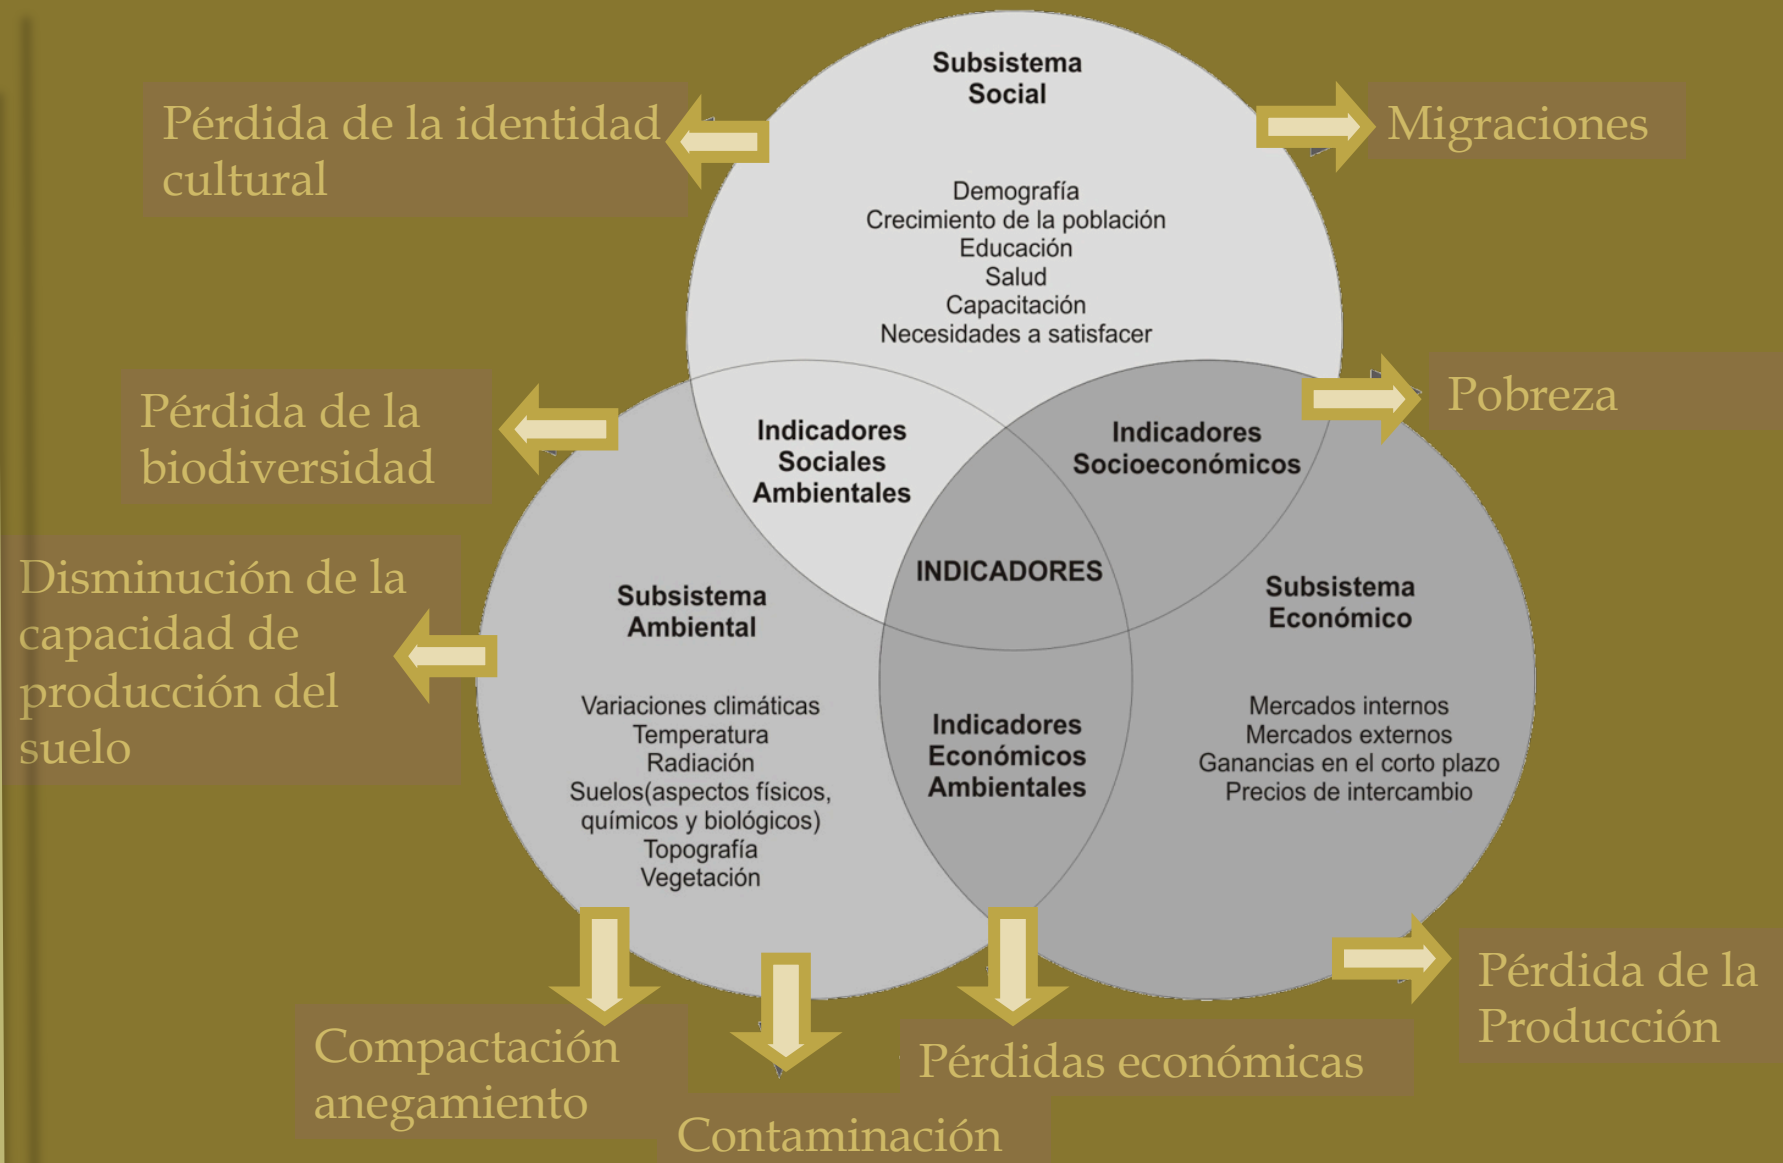 Subsistema
Social
Pérdida de la identidad
cultural
Migraciones
Demografía
Crecimiento de la población
Educación
Salud
Capacitación
Necesidades a satisfacer
Pérdida de la
biodiversidad
Pobreza
Indicadores
Sociales
Ambientales
Indicadores
Socioeconómicos
INDICADORES
Disminución de la
capacidad de
producción del
suelo
Subsistema
Ambiental
Subsistema
Económico
Variaciones climáticas
Temperatura
Radiación
Suelos(aspectos físicos,
químicos y biológicos)
Topografía
Vegetación
Indicadores
Económicos
Ambientales
Mercados internos
Mercados externos
Ganancias en el corto plazo
Precios de intercambio
Compactación
anegamiento
Contaminación
Pérdidas económicas
Pérdida de la
Producción